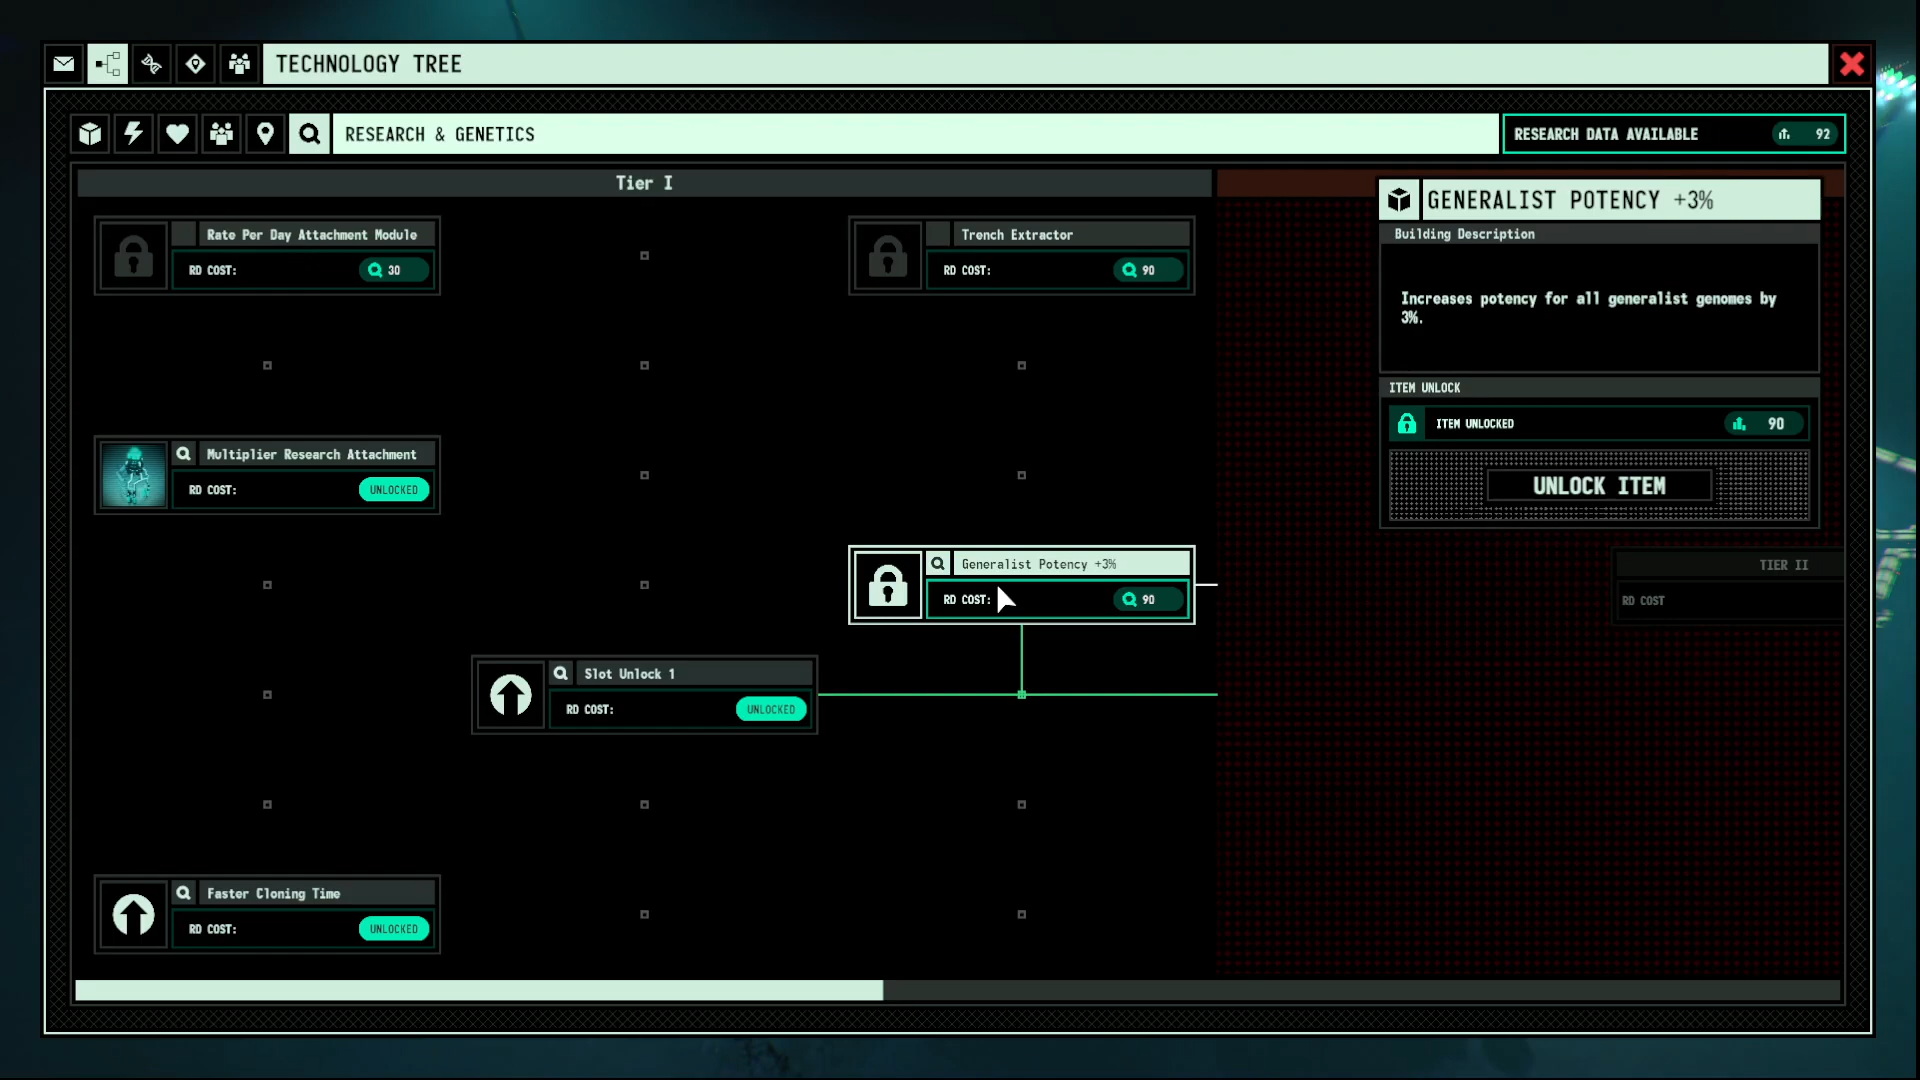 TECHNOLOGY TREE
RESEARCH & GENETICS
RESEARCH DATA AVAILABLE 92
Tier I
Rate Per Day Attachment Module
RD COST: 30
Trench Extractor
RD COST: 90
Multiplier Research Attachment
RD COST: UNLOCKED
Generalist Potency +3%
RD COST: 90
Slot Unlock 1
RD COST: UNLOCKED
Faster Cloning Time
RD COST: UNLOCKED
GENERALIST POTENCY +3%
Building Description
Increases potency for all generalist genomes by
3%.
ITEM UNLOCK
ITEM UNLOCKED 90
UNLOCK ITEM
TIER II
RD COST